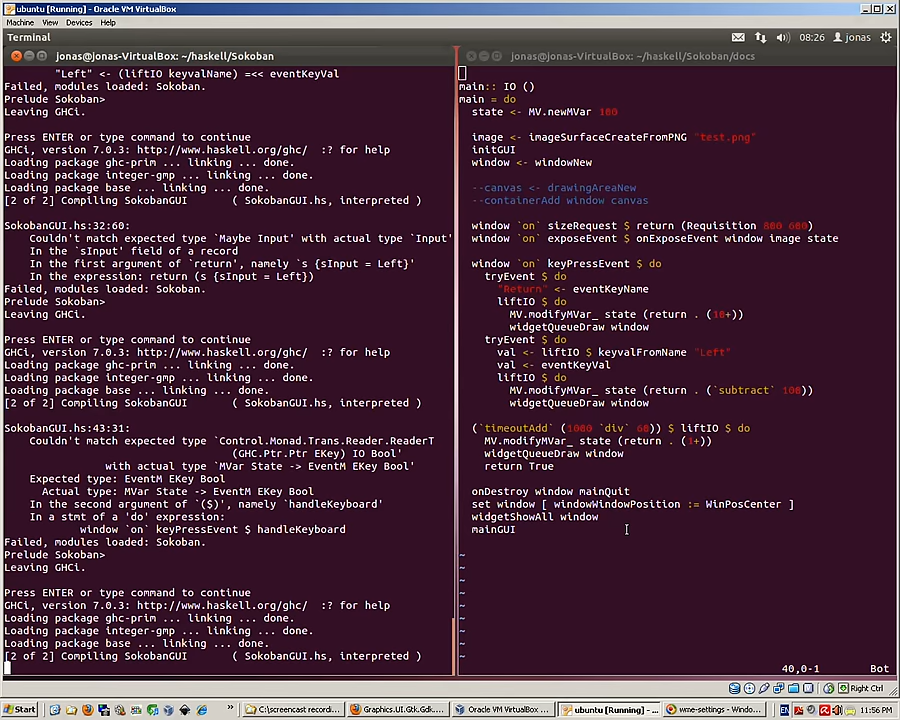 ubuntu [Running] - Oracle VM VirtualBox
Machine View Devices Help
Terminal
08:26 jonas
jonas@jonas-VirtualBox: ~/haskell/Sokoban
"Left" <- (liftIO keyvalName) =<< eventKeyVal
Failed, modules loaded: Sokoban.
Prelude Sokoban>
Leaving GHCi.
Press ENTER or type command to continue
GHCi, version 7.0.3: http://www.haskell.org/ghc/  :? for help
Loading package ghc-prim ... linking ... done.
Loading package integer-gmp ... linking ... done.
Loading package base ... linking ... done.
[2 of 2] Compiling SokobanGUI       ( SokobanGUI.hs, interpreted )
SokobanGUI.hs:32:60:
Couldn't match expected type `Maybe Input' with actual type `Input'
In the `sInput' field of a record
In the first argument of `return', namely `s {sInput = Left}'
In the expression: return (s {sInput = Left})
Failed, modules loaded: Sokoban.
Prelude Sokoban>
Leaving GHCi.
Press ENTER or type command to continue
GHCi, version 7.0.3: http://www.haskell.org/ghc/  :? for help
Loading package ghc-prim ... linking ... done.
Loading package integer-gmp ... linking ... done.
Loading package base ... linking ... done.
[2 of 2] Compiling SokobanGUI       ( SokobanGUI.hs, interpreted )
SokobanGUI.hs:43:31:
Couldn't match expected type `Control.Monad.Trans.Reader.ReaderT
(GHC.Ptr.Ptr EKey) IO Bool'
with actual type `MVar State -> EventM EKey Bool'
Expected type: EventM EKey Bool
Actual type: MVar State -> EventM EKey Bool
In the second argument of `($)', namely `handleKeyboard'
In a stmt of a 'do' expression:
window `on` keyPressEvent $ handleKeyboard
Failed, modules loaded: Sokoban.
Prelude Sokoban>
Leaving GHCi.
Press ENTER or type command to continue
GHCi, version 7.0.3: http://www.haskell.org/ghc/  :? for help
Loading package ghc-prim ... linking ... done.
Loading package integer-gmp ... linking ... done.
Loading package base ... linking ... done.
[2 of 2] Compiling SokobanGUI       ( SokobanGUI.hs, interpreted )
jonas@jonas-VirtualBox: ~/haskell/Sokoban/docs
main:: IO ()
main = do
state <- MV.newMVar 100
image <- imageSurfaceCreateFromPNG "test.png"
initGUI
window <- windowNew
--canvas <- drawingAreaNew
--containerAdd window canvas
window `on` sizeRequest $ return (Requisition 800 600)
window `on` exposeEvent $ onExposeEvent window image state
window `on` keyPressEvent $ do
tryEvent $ do
"Return" <- eventKeyName
liftIO $ do
MV.modifyMVar_ state (return . (10+))
widgetQueueDraw window
tryEvent $ do
val <- liftIO $ keyvalFromName "Left"
val <- eventKeyVal
liftIO $ do
MV.modifyMVar_ state (return . (`subtract` 100))
widgetQueueDraw window
(`timeoutAdd` (1000 `div` 60)) $ liftIO $ do
MV.modifyMVar_ state (return . (1+))
widgetQueueDraw window
return True
onDestroy window mainQuit
set window [ windowWindowPosition := WinPosCenter ]
widgetShowAll window
mainGUI
~
~
~
~
~
~
~
~
~
40,0-1 Bot
Right Ctrl
Start
C:\screencast recordi...
Graphics.UI.Gtk.Gdk....
Oracle VM VirtualBox ...
ubuntu [Running] - ...
wme-settings - Windo...
EN
11:56 PM